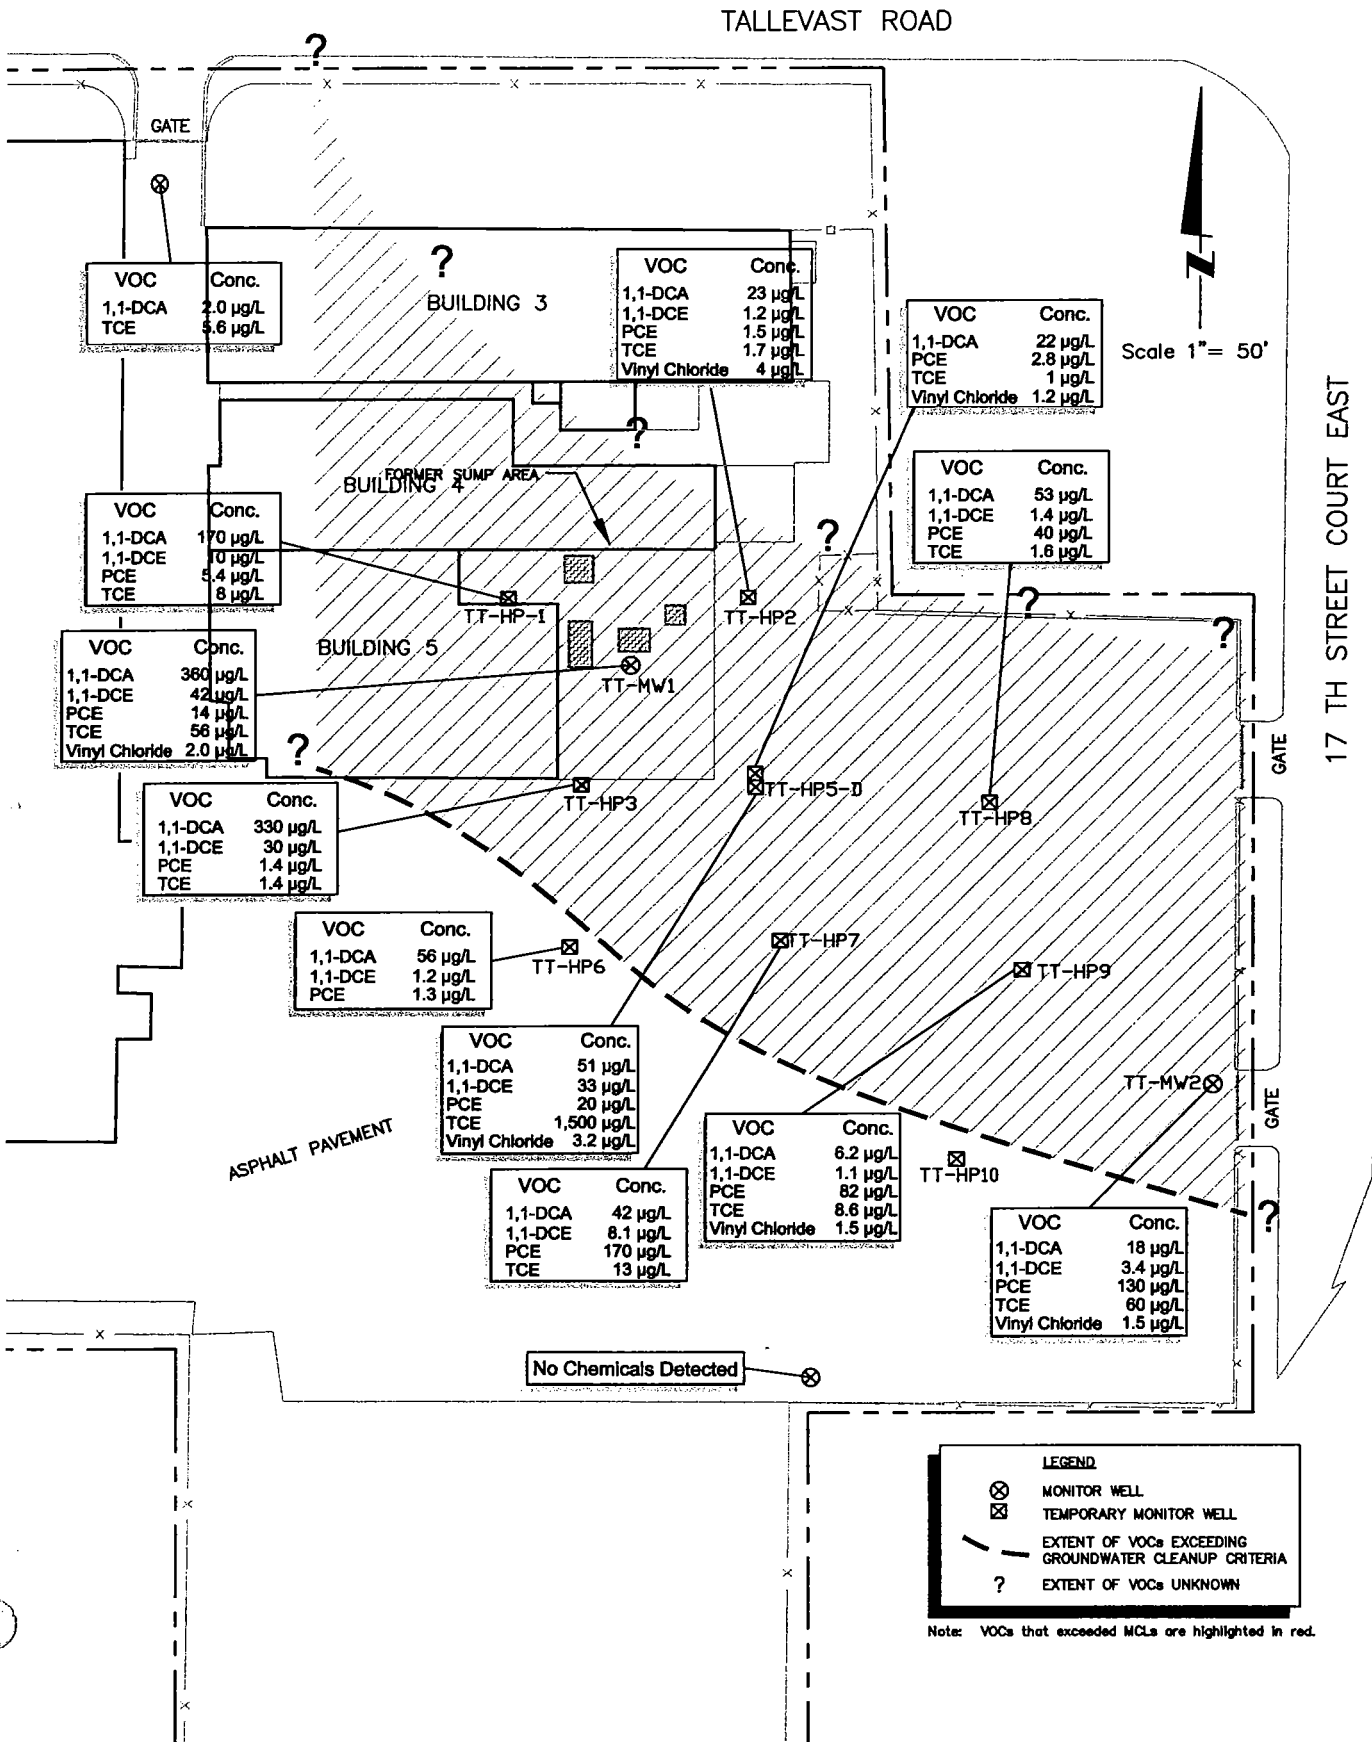 TALLEVAST ROAD
?
GATE
VOC Conc.
1,1-DCA 2.0 µg/L
TCE 5.6 µg/L
?
BUILDING 3
VOC Conc.
1,1-DCA 23 µg/L
1,1-DCE 1.2 µg/L
PCE 1.5 µg/L
TCE 1.7 µg/L
Vinyl Chloride 4 µg/L
VOC Conc.
1,1-DCA 22 µg/L
PCE 2.8 µg/L
TCE 1 µg/L
Vinyl Chloride 1.2 µg/L
N
Scale 1"= 50'
17 TH STREET COURT EAST
?
FORMER SUMP AREA
BUILDING 4
VOC Conc.
1,1-DCA 53 µg/L
1,1-DCE 1.4 µg/L
PCE 40 µg/L
TCE 1.6 µg/L
VOC Conc.
1,1-DCA 170 µg/L
1,1-DCE 10 µg/L
PCE 5.4 µg/L
TCE 8 µg/L
?
?
?
TT-HP-1
TT-HP2
BUILDING 5
TT-MW1
VOC Conc.
1,1-DCA 360 µg/L
1,1-DCE 42 µg/L
PCE 14 µg/L
TCE 56 µg/L
Vinyl Chloride 2.0 µg/L
?
GATE
TT-HP3
TT-HP5-D
TT-HP8
VOC Conc.
1,1-DCA 330 µg/L
1,1-DCE 30 µg/L
PCE 1.4 µg/L
TCE 1.4 µg/L
VOC Conc.
1,1-DCA 56 µg/L
1,1-DCE 1.2 µg/L
PCE 1.3 µg/L
TT-HP6
TT-HP7
TT-HP9
VOC Conc.
1,1-DCA 51 µg/L
1,1-DCE 33 µg/L
PCE 20 µg/L
TCE 1,500 µg/L
Vinyl Chloride 3.2 µg/L
TT-MW2
GATE
ASPHALT PAVEMENT
VOC Conc.
1,1-DCA 6.2 µg/L
1,1-DCE 1.1 µg/L
PCE 82 µg/L
TCE 8.6 µg/L
Vinyl Chloride 1.5 µg/L
TT-HP10
VOC Conc.
1,1-DCA 42 µg/L
1,1-DCE 8.1 µg/L
PCE 170 µg/L
TCE 13 µg/L
?
VOC Conc.
1,1-DCA 18 µg/L
1,1-DCE 3.4 µg/L
PCE 130 µg/L
TCE 60 µg/L
Vinyl Chloride 1.5 µg/L
No Chemicals Detected
LEGEND
MONITOR WELL
TEMPORARY MONITOR WELL
EXTENT OF VOCs EXCEEDING
GROUNDWATER CLEANUP CRITERIA
? EXTENT OF VOCs UNKNOWN
Note: VOCs that exceeded MCLs are highlighted in red.